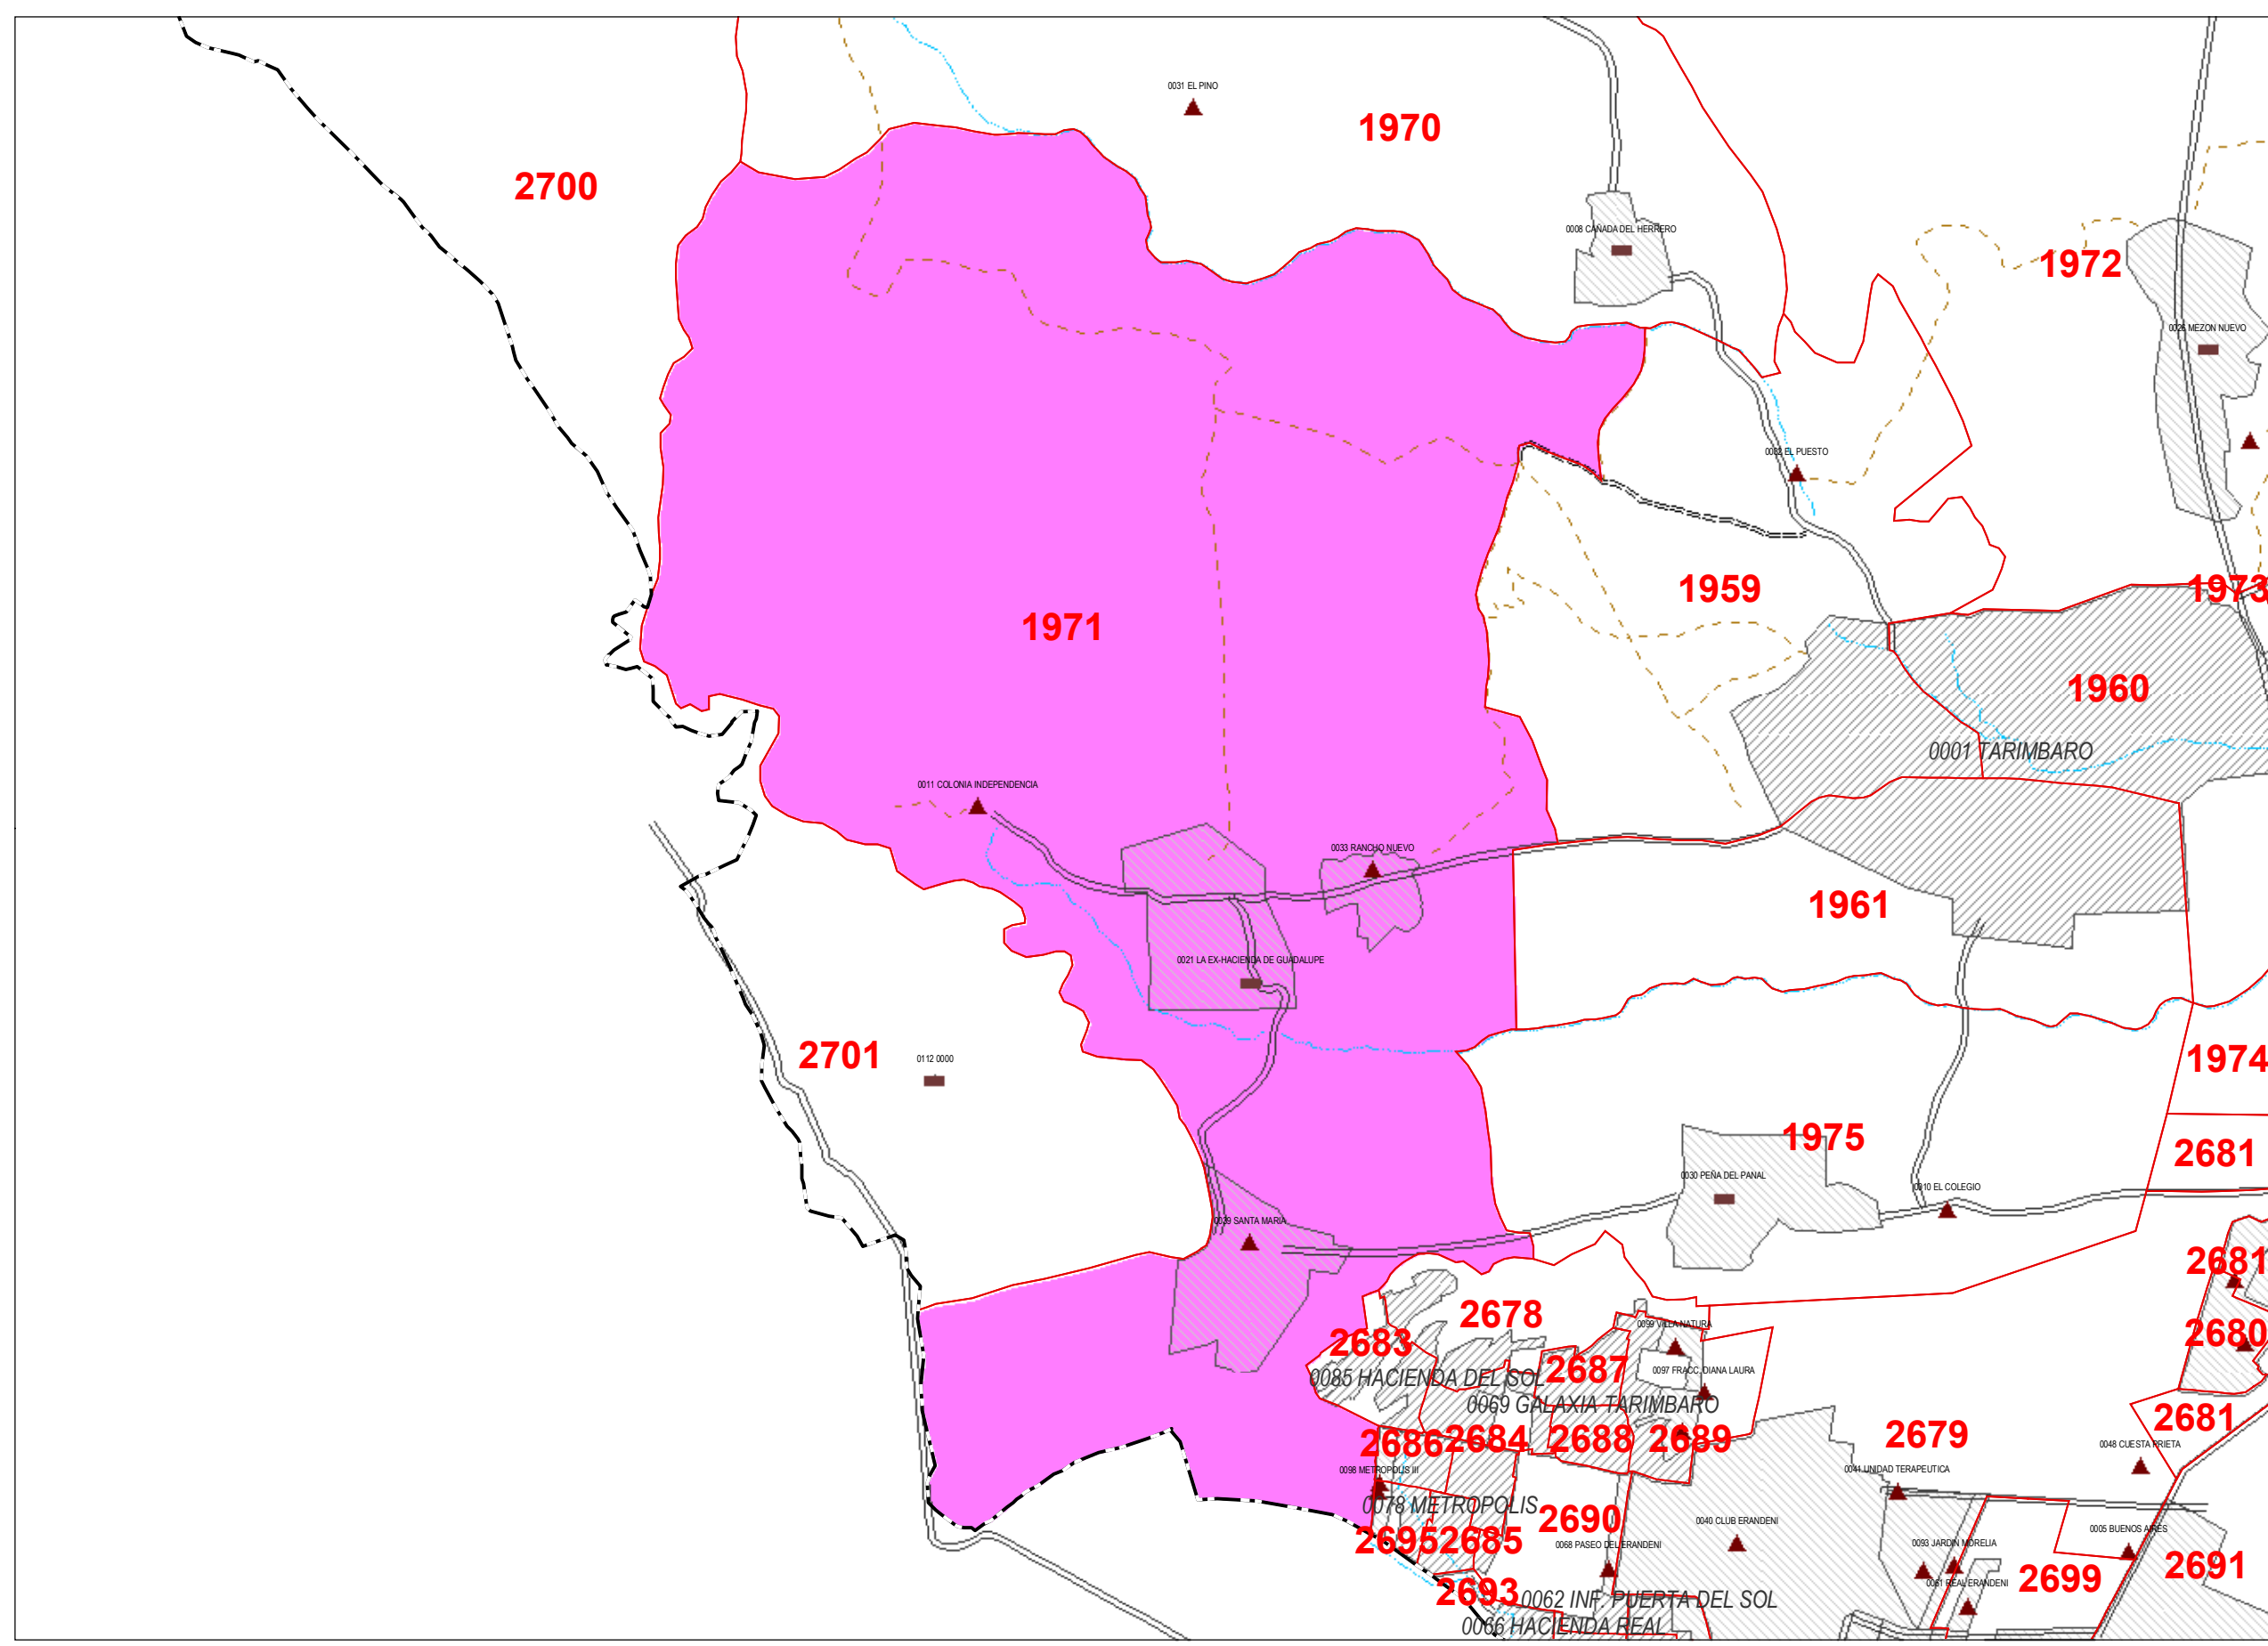 0031 EL PINO
1970
2700
0008 CAÑADA DEL HERRERO
1972
0026 MEZON NUEVO
0032 EL PUESTO
1959
1973
1971
1960
0001 TARIMBARO
0011 COLONIA INDEPENDENCIA
0033 RANCHO NUEVO
1961
0021 LA EX-HACIENDA DE GUADALUPE
2701
0112 0000
1974
1975
2681
0030 PEÑA DEL PANAL
0010 EL COLEGIO
0039 SANTA MARIA
2681
2678
0099 VILLA NATURA
2683
2680
2687
0097 FRACC. DIANA LAURA
0085 HACIENDA DEL SOL
0069 GALAXIA TARIMBARO
2681
2686
2684
2688
2689
2679
0048 CUESTA PRIETA
0098 METROPOLIS III
0041 UNIDAD TERAPEUTICA
0078 METROPOLIS
2690
0040 CLUB ERANDENI
0005 BUENOS AIRES
2695
2685
0068 PASEO DEL ERANDENI
0093 JARDIN MORELIA
2691
0061 REAL ERANDENI
2699
2693
0062 INF. PUERTA DEL SOL
0066 HACIENDA REAL